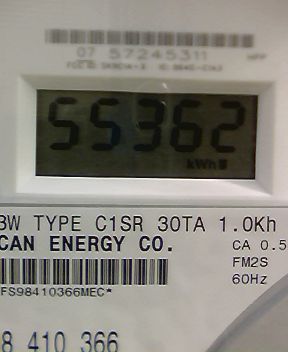 07 57245311
55362
kWh
3W TYPE C1SR 30TA 1.0Kh
CAN ENERGY CO.
CA 0.5
FM2S
60Hz
FS98410366MEC*
8 410 366